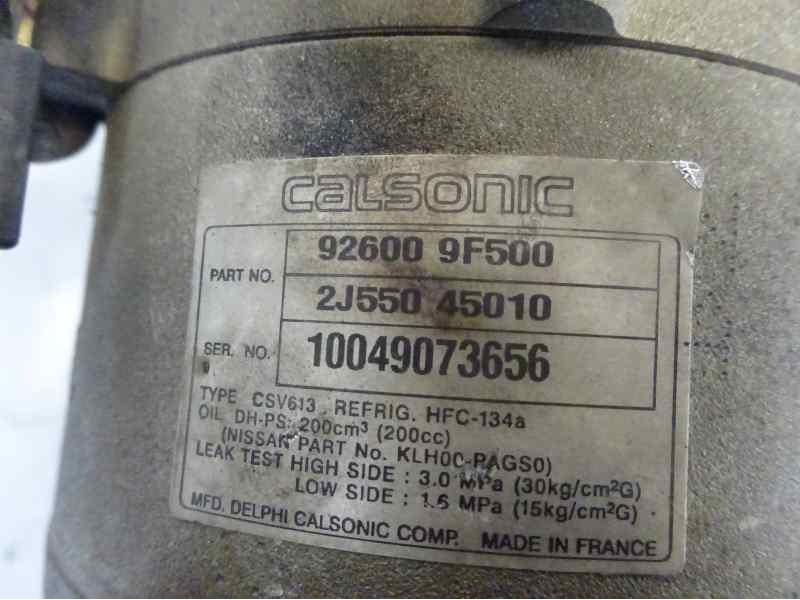 CALSONIC
PART NO. 92600 9F500
2J550 45010
SER. NO. 10049073656
TYPE CSV613 REFRIG. HFC-134a
OIL DH-PS: 200cm³ (200cc)
(NISSAN PART No. KLH00-PAGS0)
LEAK TEST HIGH SIDE : 3.0 MPa (30kg/cm²G)
LOW SIDE : 1.6 MPa (15kg/cm²G)
MFD. DELPHI CALSONIC COMP. MADE IN FRANCE